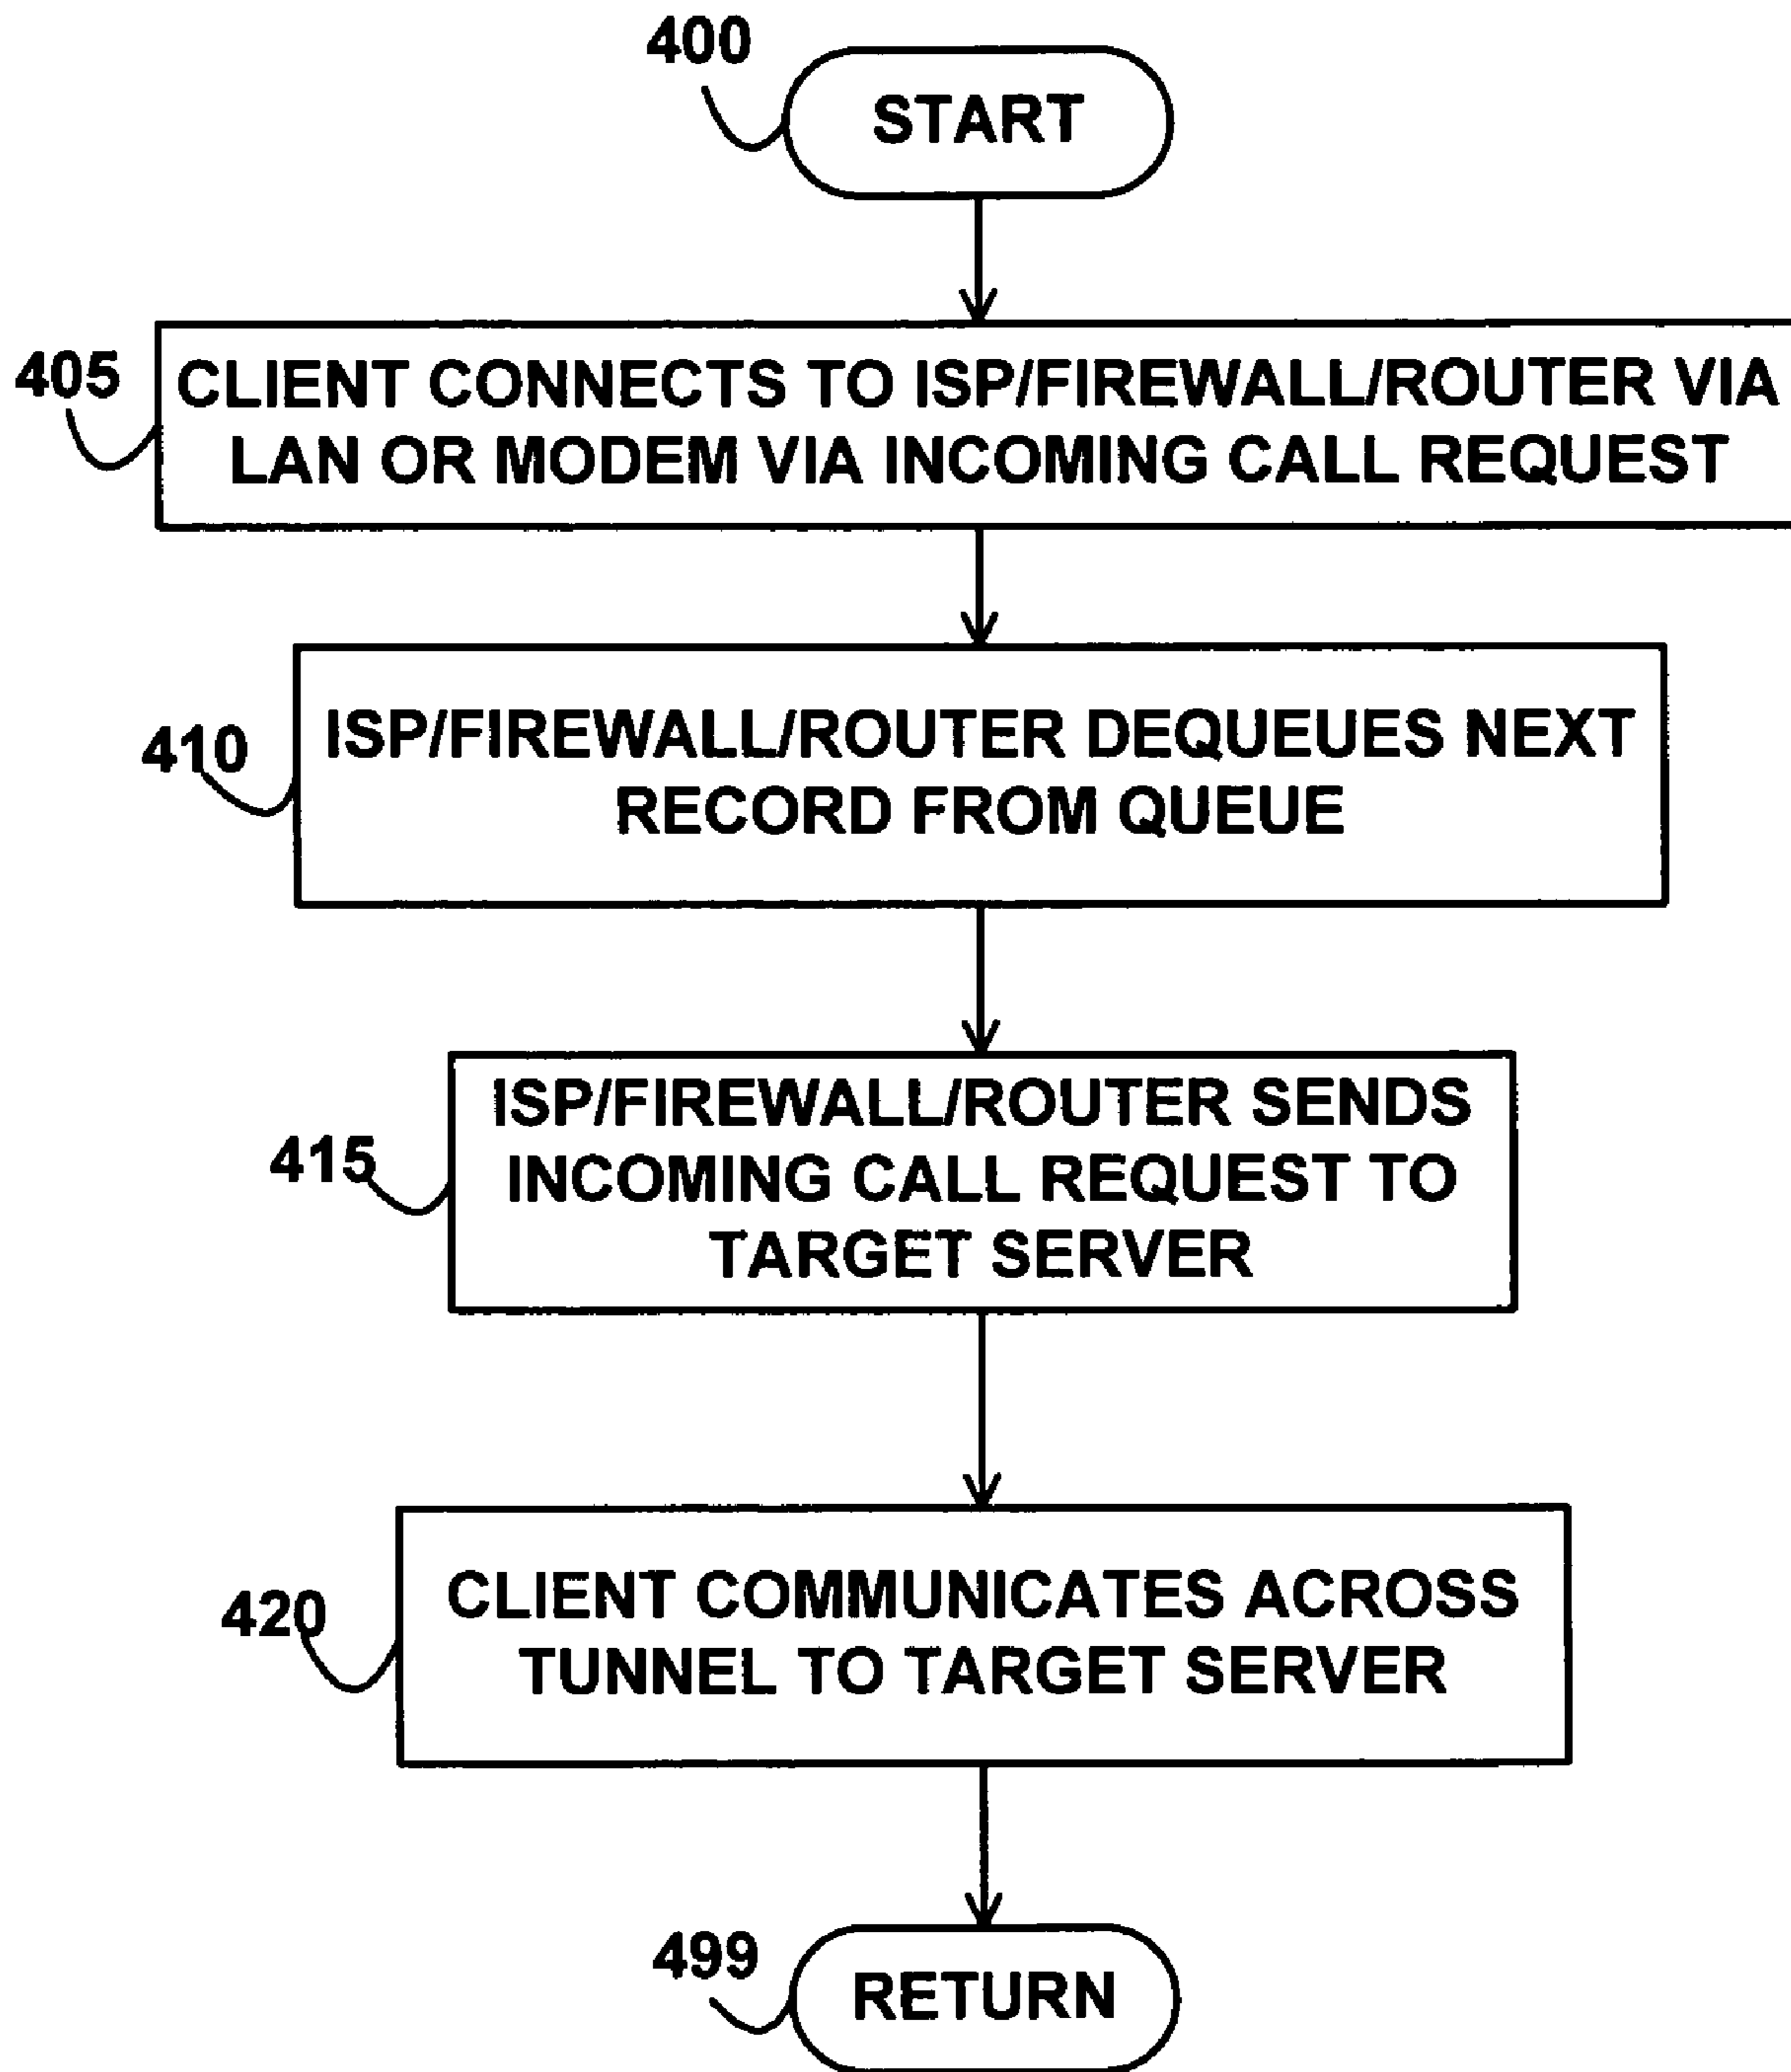 400
START
405
CLIENT CONNECTS TO ISP/FIREWALL/ROUTER VIA
LAN OR MODEM VIA INCOMING CALL REQUEST
410
ISP/FIREWALL/ROUTER DEQUEUES NEXT
RECORD FROM QUEUE
415
ISP/FIREWALL/ROUTER SENDS
INCOMING CALL REQUEST TO
TARGET SERVER
420
CLIENT COMMUNICATES ACROSS
TUNNEL TO TARGET SERVER
499
RETURN